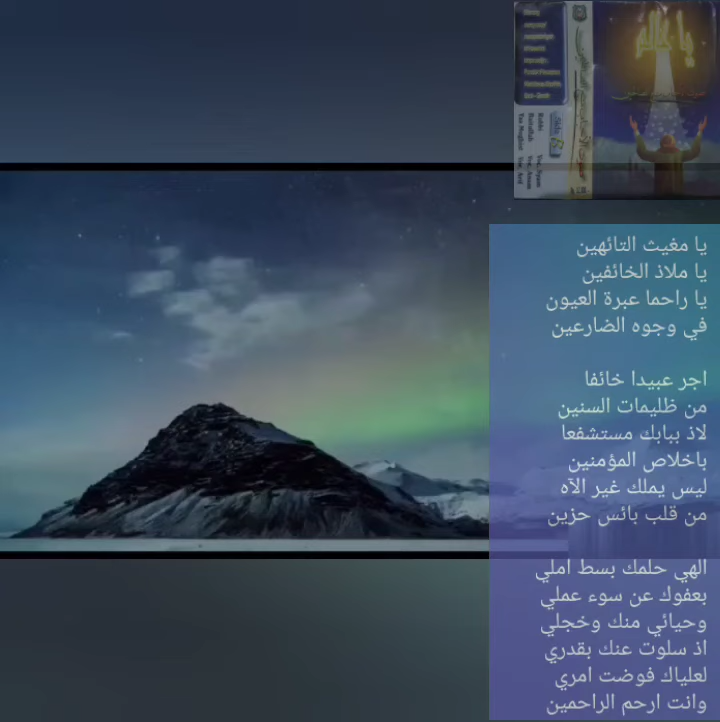 يا عالم
يا مغيث التائهين
يا ملاذ الخائفين
يا راحما عبرة العيون
في وجوه الضارعين
اجر عبيدا خائفا
من ظليمات السنين
لاذ ببابك مستشفعا
باخلاص المؤمنين
ليس يملك غير الآه
من قلب بائس حزين
الهي حلمك بسط املي
بعفوك عن سوء عملي
وحيائي منك وخجلي
اذ سلوت عنك بقدري
لعلياك فوضت امري
وانت ارحم الراحمين